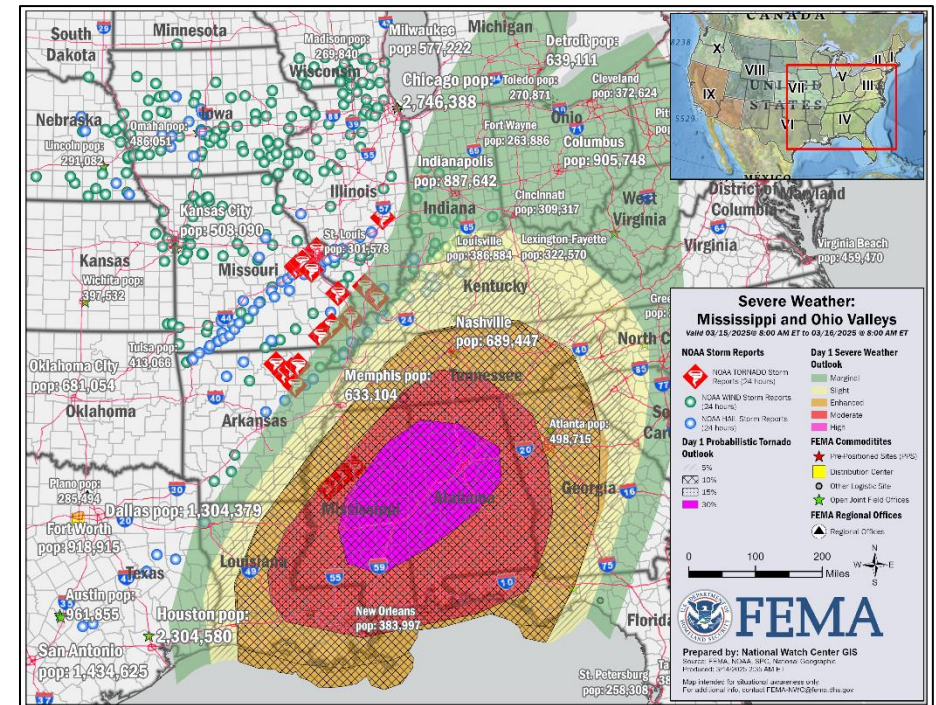 South
Dakota
Minnesota
Madison pop:
269,840
Wisconsin
Milwaukee
pop: 577,222
Michigan
Detroit pop:
639,111
Chicago pop:
2,746,388
Toledo pop:
270,871
Cleveland
pop: 372,624
Nebraska
Omaha pop:
486,051
Iowa
Lincoln pop:
291,082
Fort Wayne
pop: 263,886
Ohio
Columbus
pop: 905,748
Indianapolis
pop: 887,642
Illinois
Indiana
Cincinnati
pop: 309,317
West
Virginia
District of
Columbia
Maryland
Virginia
Virginia Beach
pop: 459,470
Kansas City
pop: 508,090
St. Louis
pop: 301,578
Louisville
pop: 386,884
Lexington-Fayette
pop: 322,570
Kansas
Wichita pop:
397,532
Missouri
Kentucky
Nashville
pop: 689,447
North C
Tulsa pop:
413,066
Oklahoma City
pop: 681,054
Oklahoma
Memphis pop:
633,104
Tennessee
Arkansas
Atlanta pop:
498,715
Georgia
Plano pop:
285,494
Dallas pop: 1,304,379
Fort Worth
pop: 918,915
Mississippi
Alabama
Louisiana
Texas
Austin pop:
961,855
Houston pop:
2,304,580
San Antonio
pop: 1,434,625
New Orleans
pop: 383,997
Florida
St. Petersburg
pop: 258,308
CANADA
UNITED
STATES
MÉXICO
X
IX
VIII
VII
VI
V
IV
III
II
I
Severe Weather:
Mississippi and Ohio Valleys
Valid 03/15/2025@ 8:00 AM ET to 03/16/2025 @ 8:00 AM ET
NOAA Storm Reports
NOAA TORNADO Storm
Reports (24 hours)
NOAA WIND Storm Reports
(24 hours)
NOAA HAIL Storm Reports
(24 hours)
Day 1 Probabilistic Tornado
Outlook
5%
10%
15%
30%
Day 1 Severe Weather
Outlook
Marginal
Slight
Enhanced
Moderate
High
FEMA Commoditites
Pre-Positioned Sites (PPS)
Distribution Center
Other Logistic Site
Open Joint Field Offices
FEMA Regional Offices
Regional Offices
0 100 200
Miles
N
W E
S
FEMA
Prepared by: National Watch Center GIS
Source: FEMA, NOAA, SPC, National Geographic
Map intended for situational awareness only.
For additional info, contact FEMA-NWC@fema.dhs.gov